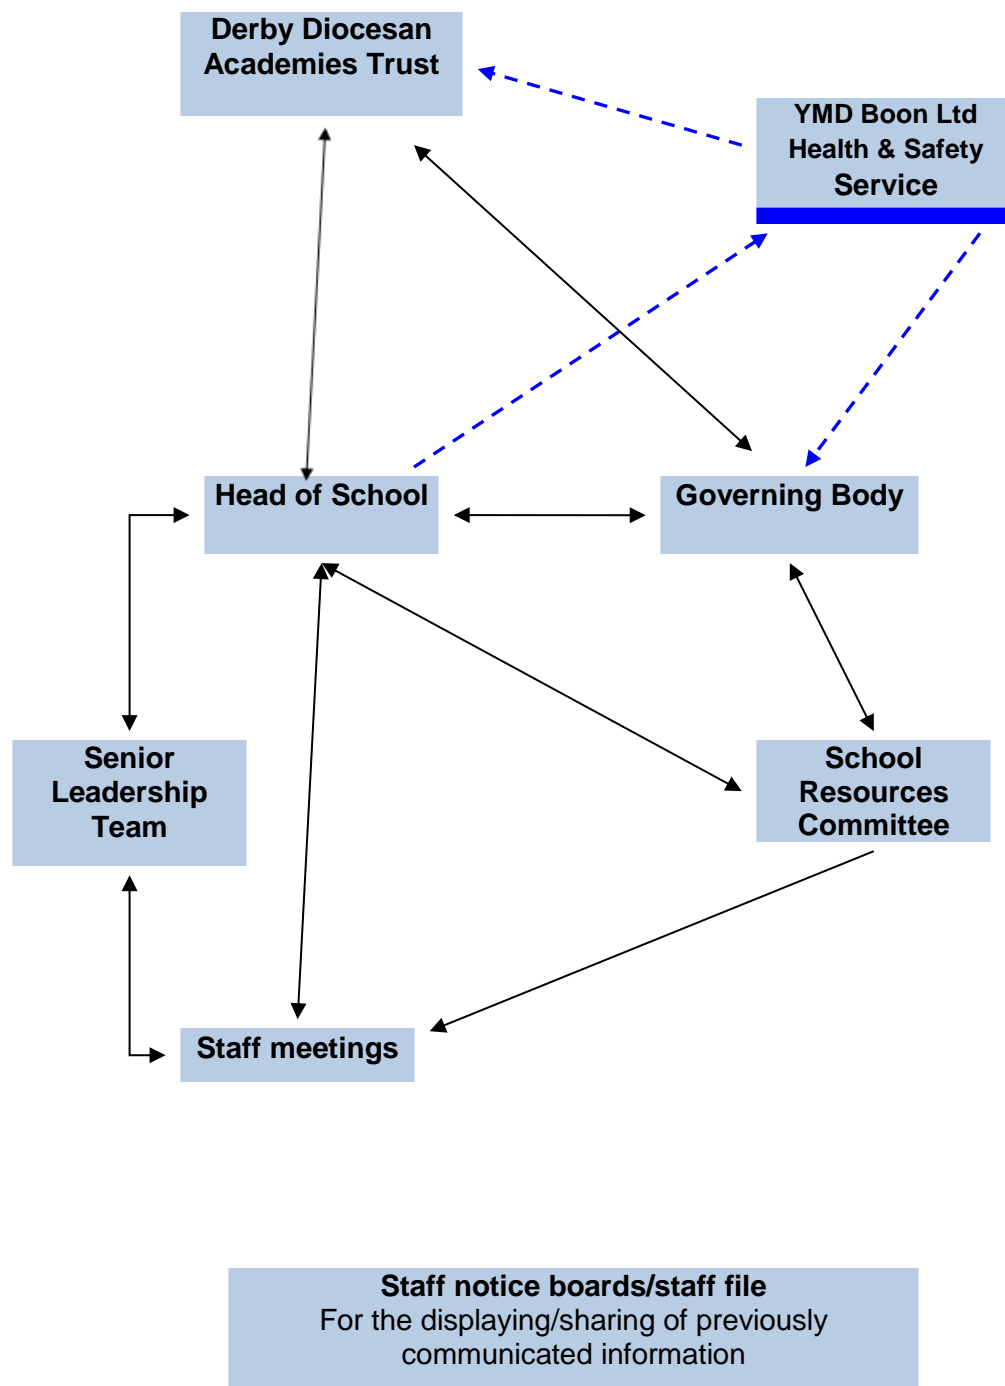 Derby Diocesan
Academies Trust
YMD Boon Ltd
Health & Safety
Service
Head of School
Governing Body
Senior
Leadership
Team
School
Resources
Committee
Staff meetings
Staff notice boards/staff file
For the displaying/sharing of previously
communicated information